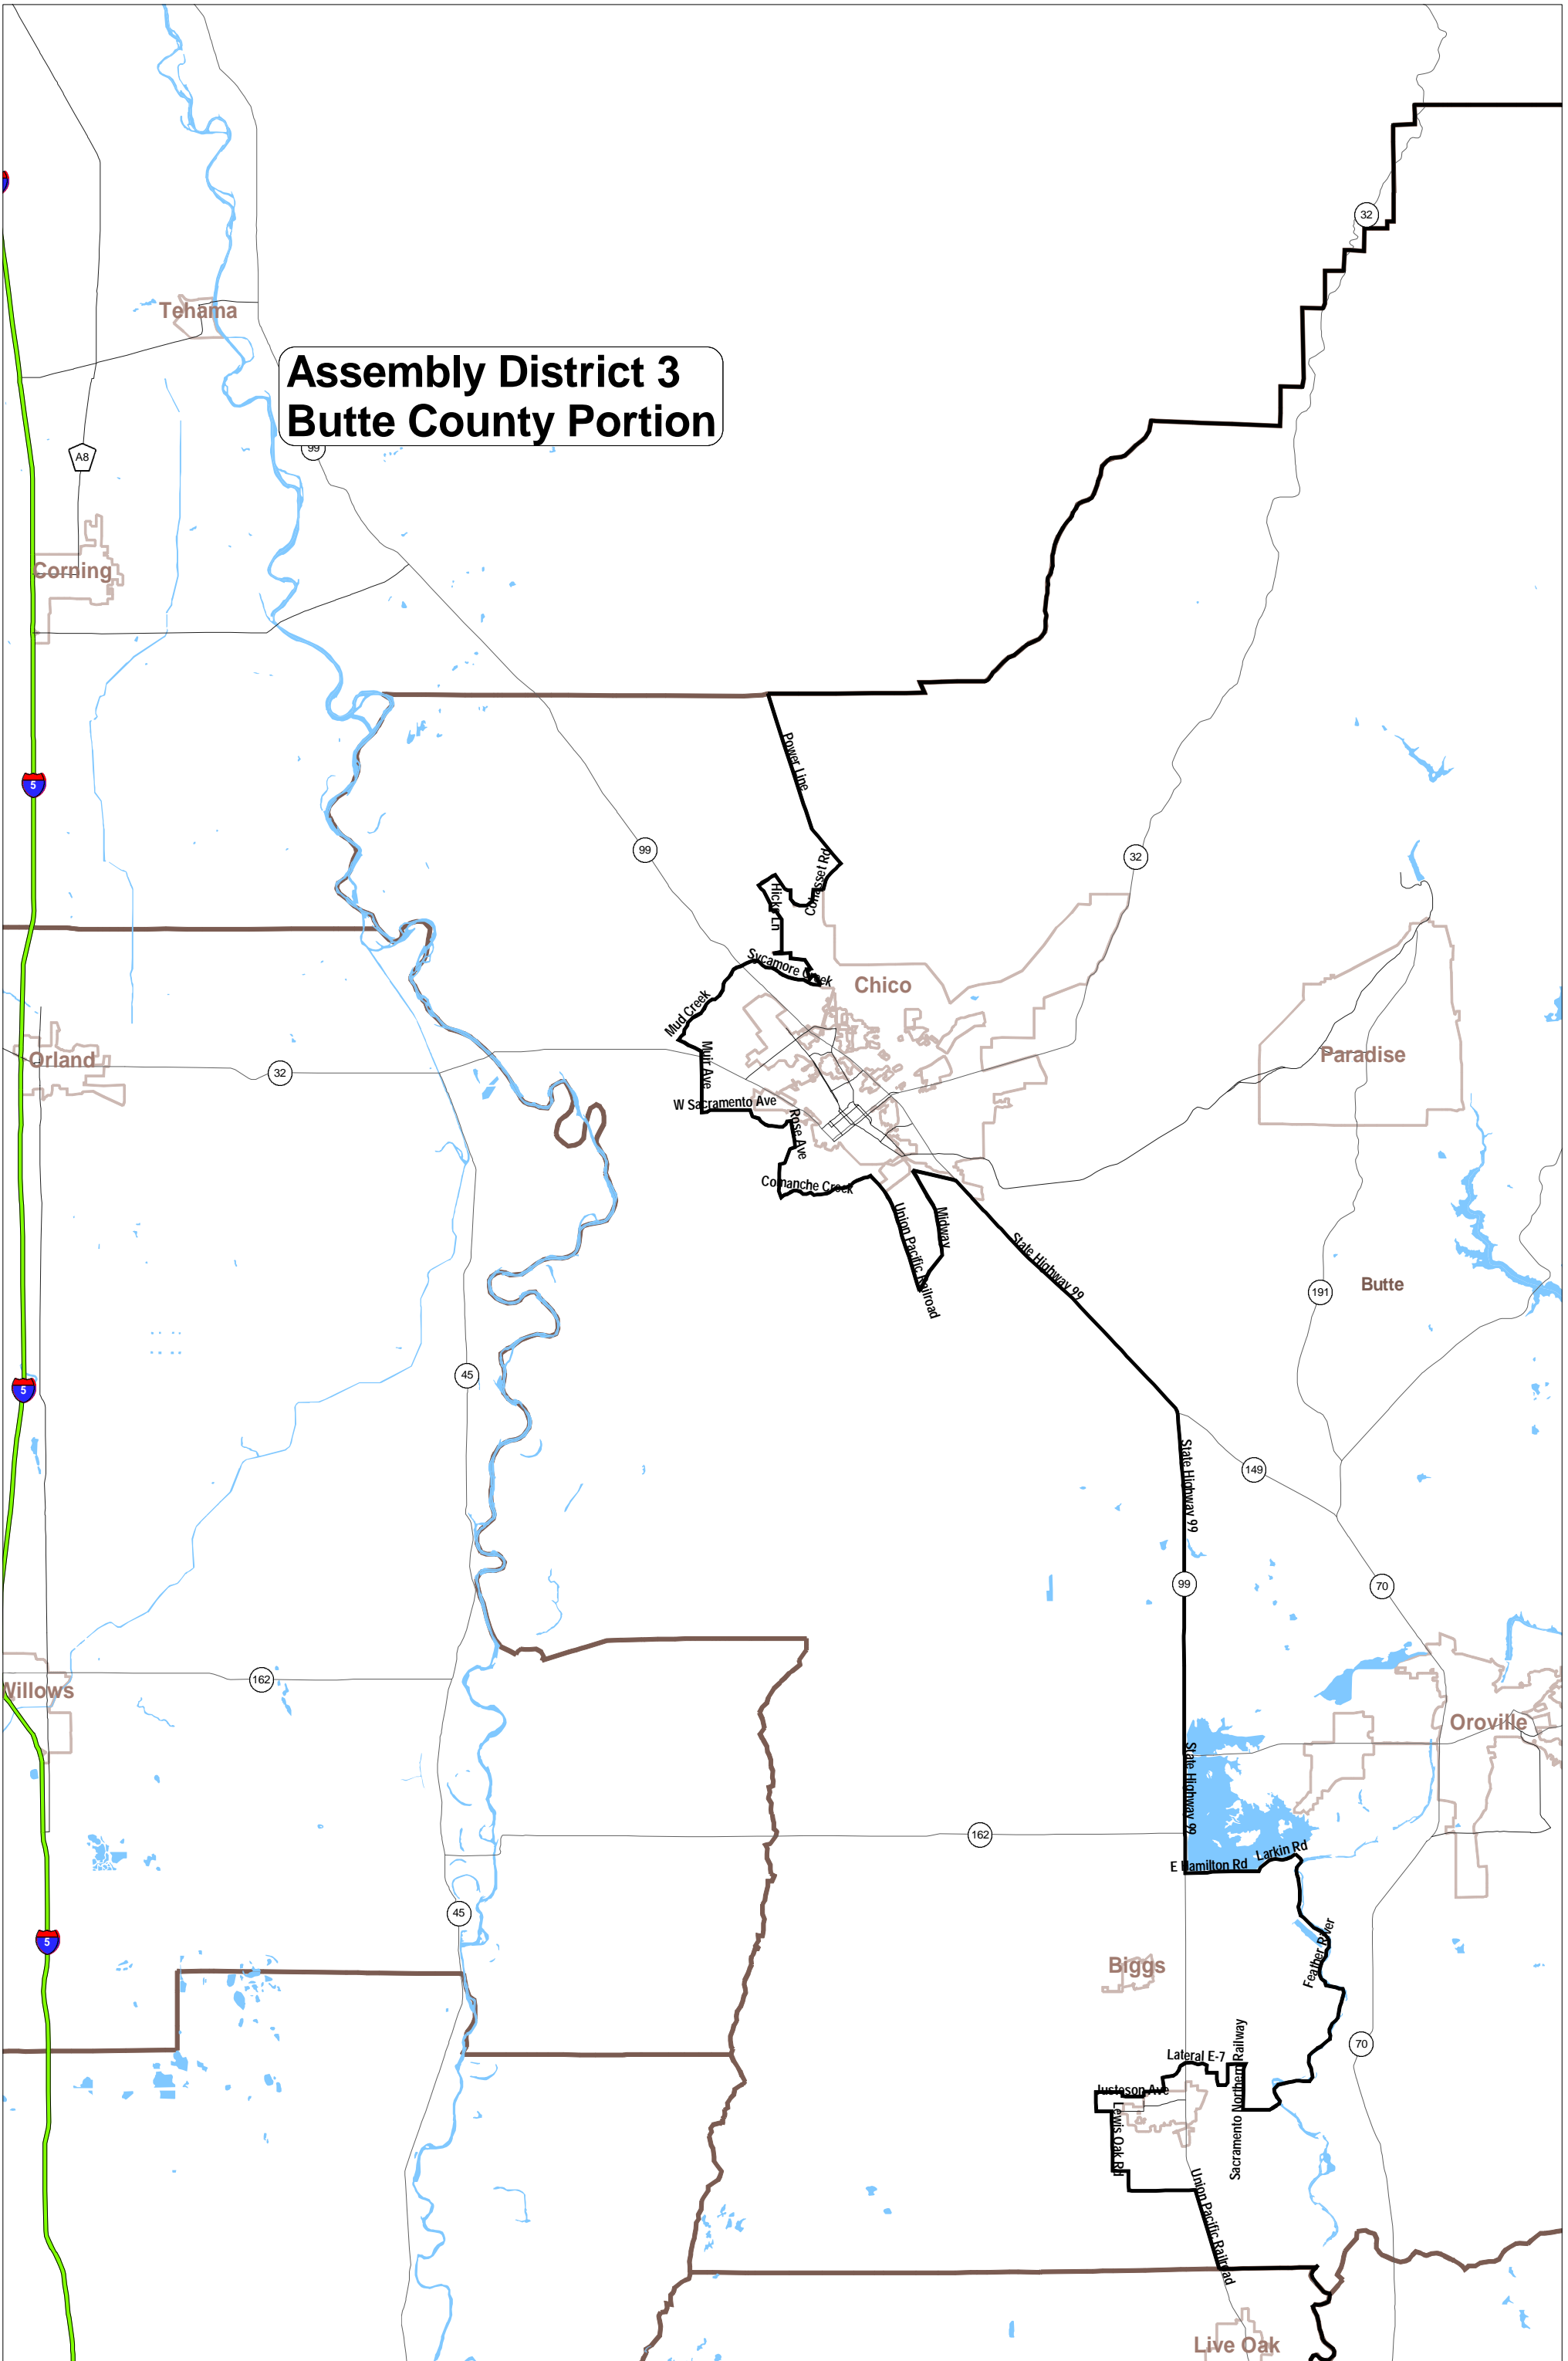 32
Tehama
Assembly District 3
Butte County Portion
99
A8
Corning
Power Line
5
99
32
Cohasset Rd
Hicks Ln
Sycamore Creek
Chico
Mud Creek
Muir Ave
Orland
32
Paradise
W Sacramento Ave
Rose Ave
Comanche Creek
Union Pacific Railroad
Midway
State Highway 99
191
Butte
45
5
State Highway 99
149
99
70
162
Willows
Oroville
State Highway 99
162
Larkin Rd
E Hamilton Rd
45
5
Feather River
Biggs
70
Lateral E-7
Sacramento Northern Railway
Justeson Ave
Lewis Oak Rd
Union Pacific Railroad
Live Oak